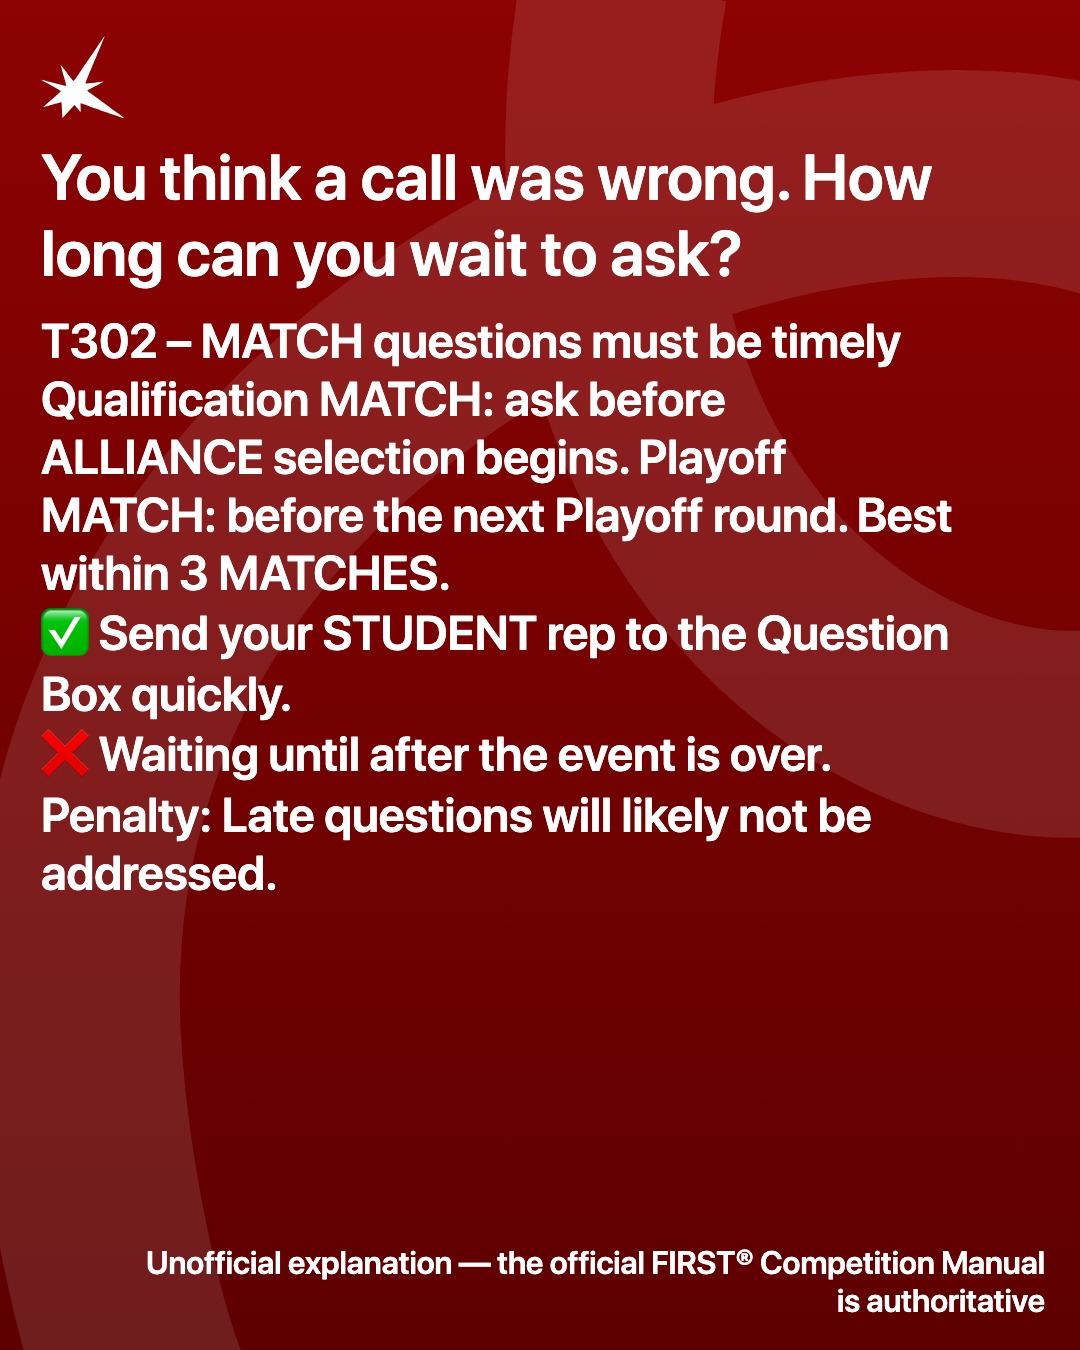 You think a call was wrong. How
long can you wait to ask?
T302 – MATCH questions must be timely
Qualification MATCH: ask before
ALLIANCE selection begins. Playoff
MATCH: before the next Playoff round. Best
within 3 MATCHES.
✅ Send your STUDENT rep to the Question
Box quickly.
❌ Waiting until after the event is over.
Penalty: Late questions will likely not be
addressed.
Unofficial explanation — the official FIRST® Competition Manual
is authoritative